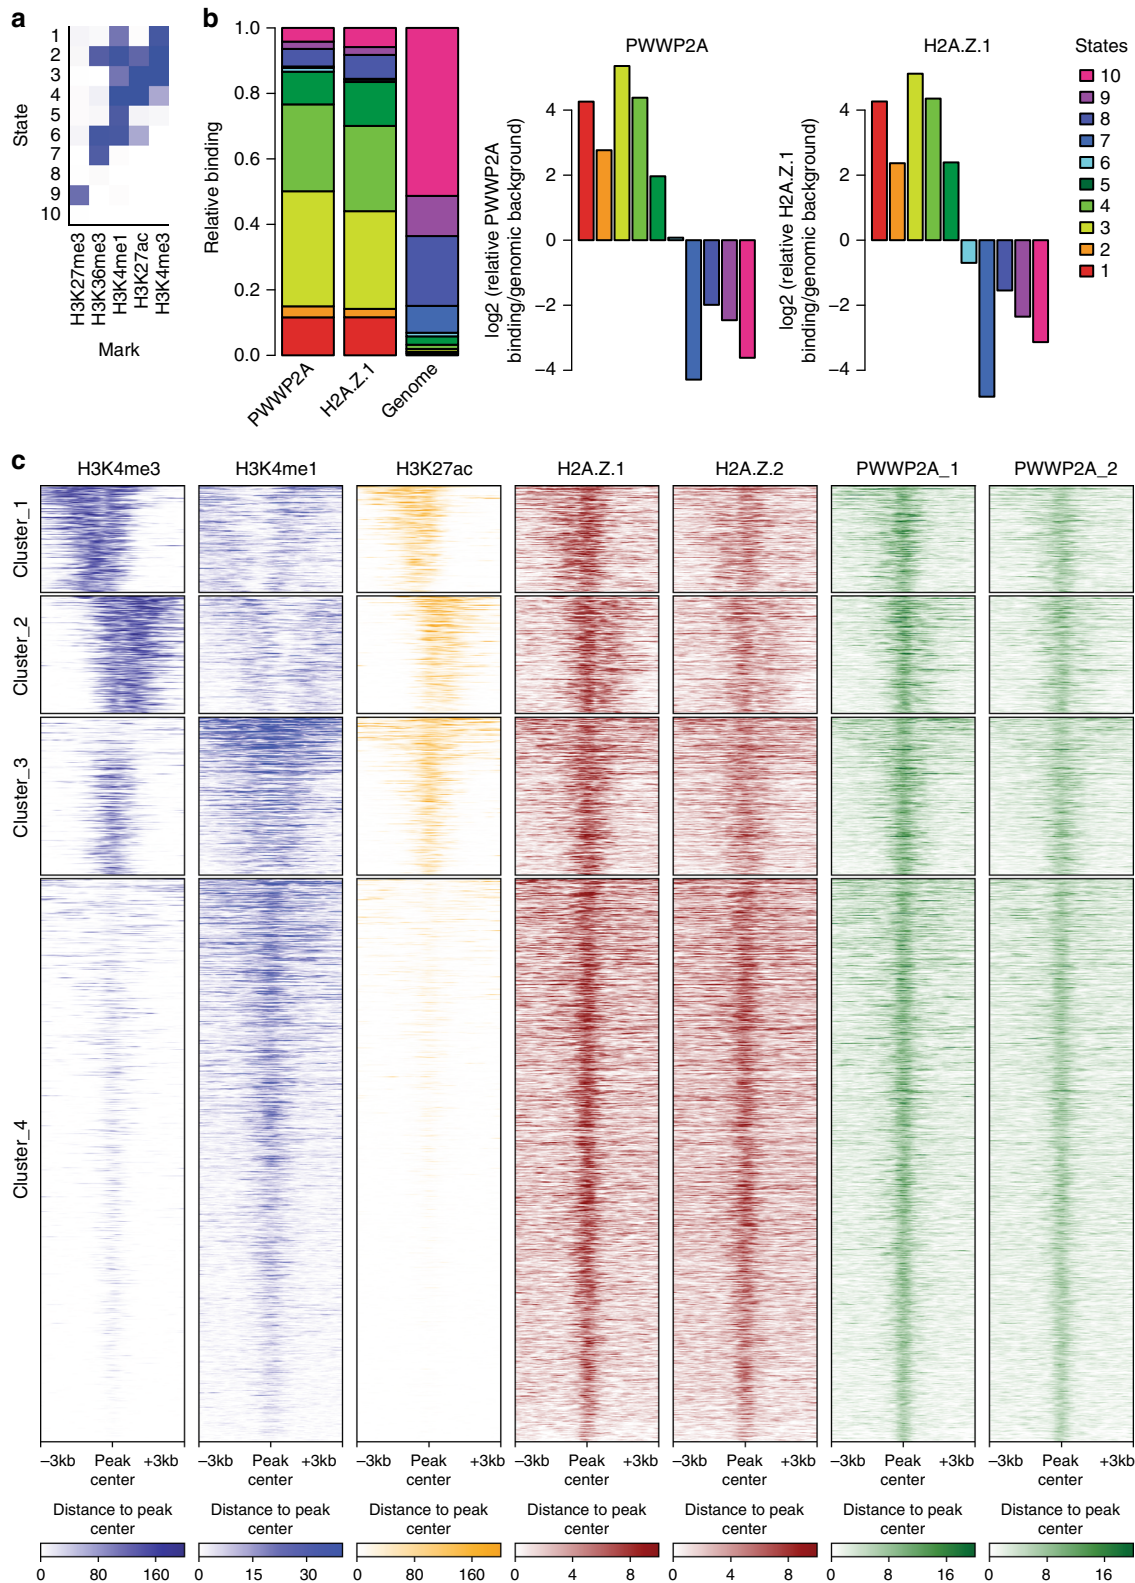 a
State
1
2
3
4
5
6
7
8
9
10
H3K27me3
H3K36me3
H3K4me1
H3K27ac
H3K4me3
Mark
b
Relative binding
1.0
0.8
0.6
0.4
0.2
0.0
PWWP2A
H2A.Z.1
Genome
PWWP2A
log2 (relative PWWP2A
binding/genomic background)
4
2
0
−2
−4
H2A.Z.1
log2 (relative H2A.Z.1
binding/genomic background)
4
2
0
−2
−4
States
10
9
8
7
6
5
4
3
2
1
c
H3K4me3
H3K4me1
H3K27ac
H2A.Z.1
H2A.Z.2
PWWP2A_1
PWWP2A_2
Cluster_1
Cluster_2
Cluster_3
Cluster_4
−3kb Peak center +3kb
−3kb Peak center +3kb
−3kb Peak center +3kb
−3kb Peak center +3kb
−3kb Peak center +3kb
−3kb Peak center +3kb
−3kb Peak center +3kb
Distance to peak
center
Distance to peak
center
Distance to peak
center
Distance to peak
center
Distance to peak
center
Distance to peak
center
Distance to peak
center
0 80 160
0 15 30
0 80 160
0 4 8
0 4 8
0 8 16
0 8 16